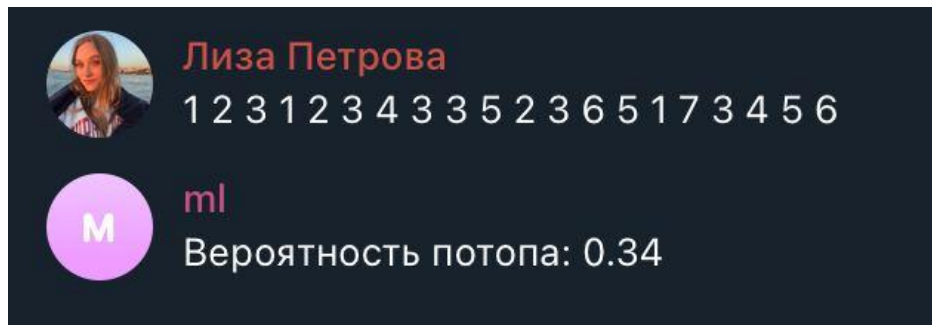 Лиза Петрова
1 2 3 1 2 3 4 3 3 5 2 3 6 5 1 7 3 4 5 6
ml
М
Вероятность потопа: 0.34